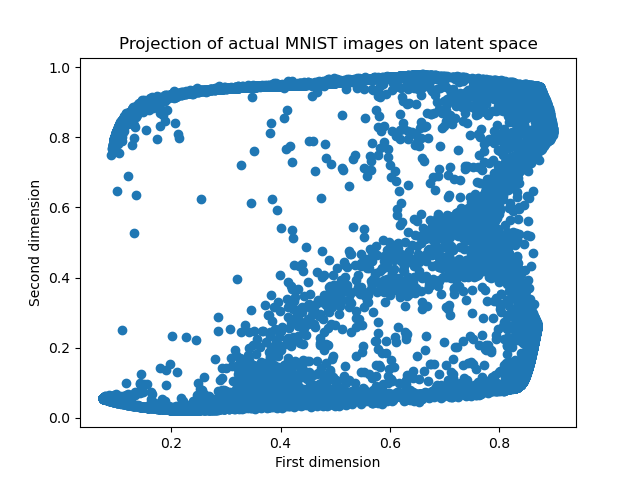 Projection of actual MNIST images on latent space
1.0
0.8
0.6
0.4
0.2
0.0
Second dimension
0.2 0.4 0.6 0.8
First dimension